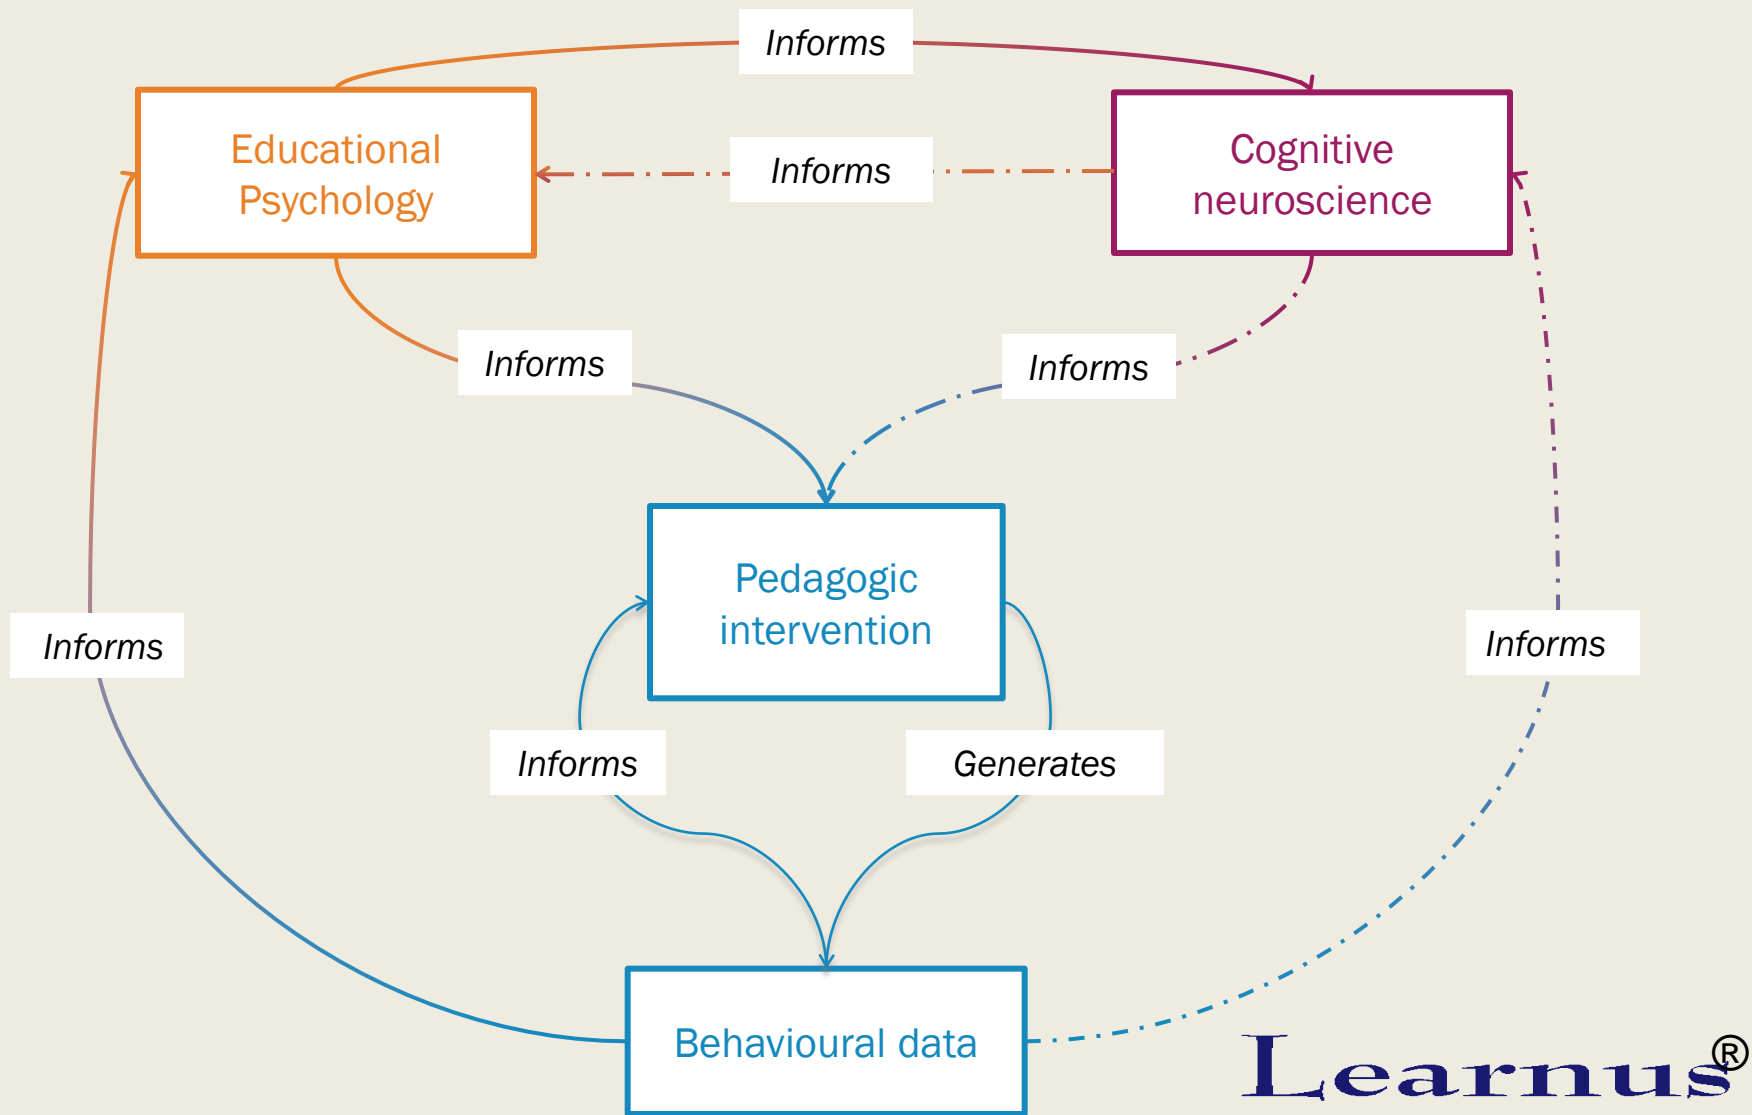 Informs
Educational
Psychology
Informs
Cognitive
neuroscience
Informs
Informs
Pedagogic
intervention
Informs
Informs
Informs
Generates
Behavioural data
Learnus®